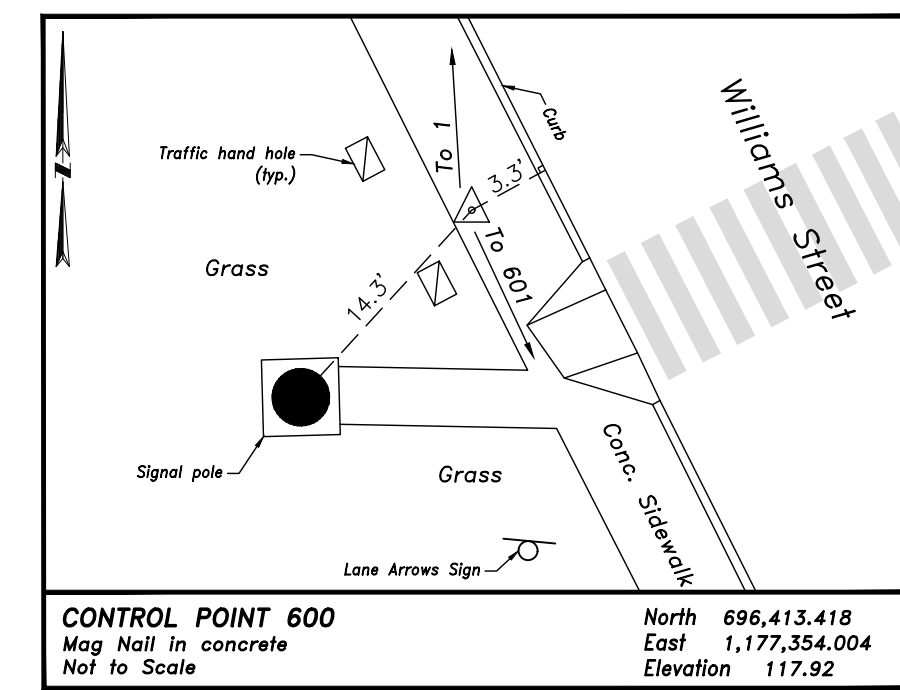 N
To 1
Curb
Williams Street
Traffic hand hole
(typ.)
3.3'
Grass
To 601
14.3'
Signal pole
Grass
Conc. Sidewalk
Lane Arrows Sign
CONTROL POINT 600
Mag Nail in concrete
Not to Scale
North 696,413.418
East 1,177,354.004
Elevation 117.92